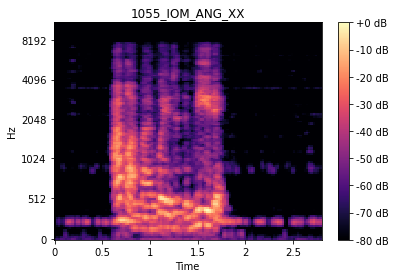 1055_IOM_ANG_XX
+0 dB
8192
-10 dB
4096
-20 dB
-30 dB
2048
Hz
-40 dB
1024
-50 dB
512
-60 dB
-70 dB
0
-80 dB
0 0.5 1 1.5 2 2.5
Time